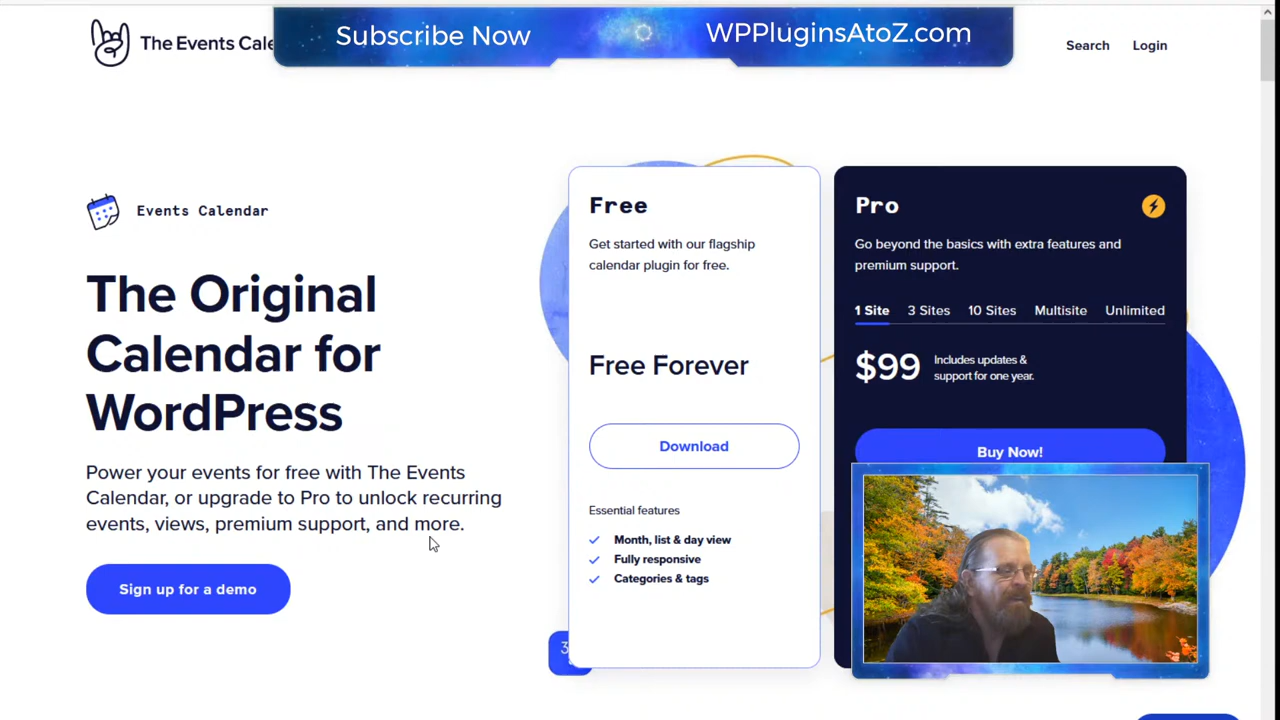 Subscribe Now
WPPluginsAtoZ.com
The Events Cale
Search
Login
Events Calendar
The Original
Calendar for
WordPress
Power your events for free with The Events
Calendar, or upgrade to Pro to unlock recurring
events, views, premium support, and more.
Sign up for a demo
Free
Get started with our flagship
calendar plugin for free.
Free Forever
Download
Essential features
Month, list & day view
Fully responsive
Categories & tags
Pro
Go beyond the basics with extra features and
premium support.
1 Site
3 Sites
10 Sites
Multisite
Unlimited
$99
Includes updates &
support for one year.
Buy Now!